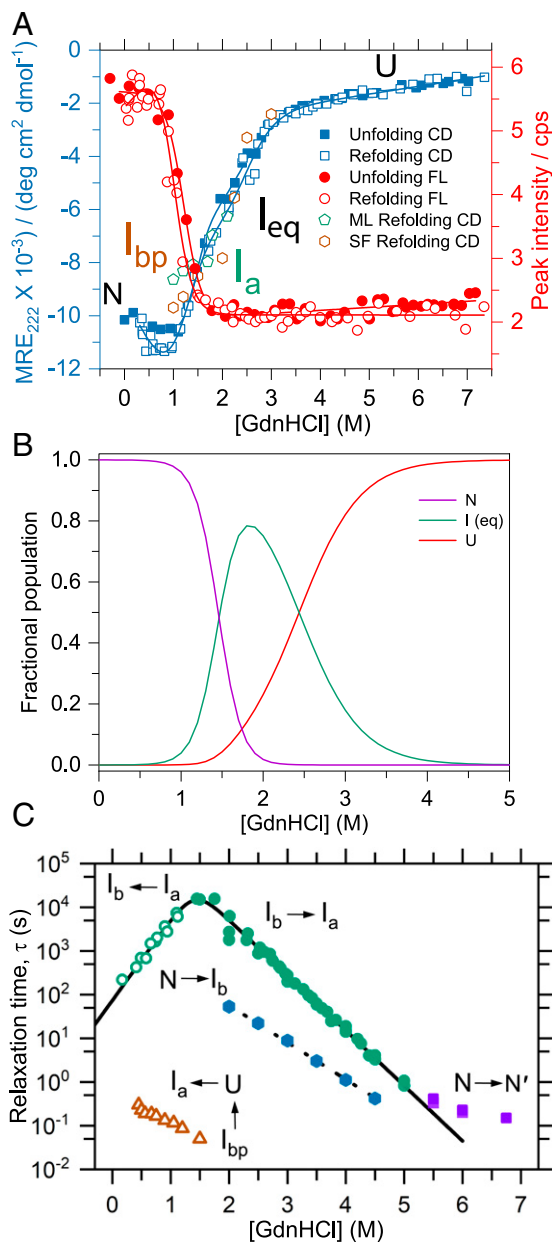 A
MRE222 X 10-3) / (deg cm2 dmol-1)
0
-2
-4
-6
-8
-10
-12
N
Ibp
Ia
Ieq
U
Unfolding CD
Refolding CD
Unfolding FL
Refolding FL
ML Refolding CD
SF Refolding CD
6
5
4
3
2
Peak intensity / cps
0 1 2 3 4 5 6 7
[GdnHCl] (M)
B
Fractional population
1.0
0.8
0.6
0.4
0.2
0.0
N
I (eq)
U
0 1 2 3 4 5
[GdnHCl] (M)
C
Relaxation time, τ (s)
10^5
10^4
10^3
10^2
10^1
10^0
10^-1
10^-2
Ib ← Ia
Ib → Ia
N → Ib
Ia ← U
↑
Ibp
N → N'
0 1 2 3 4 5 6 7
[GdnHCl] (M)